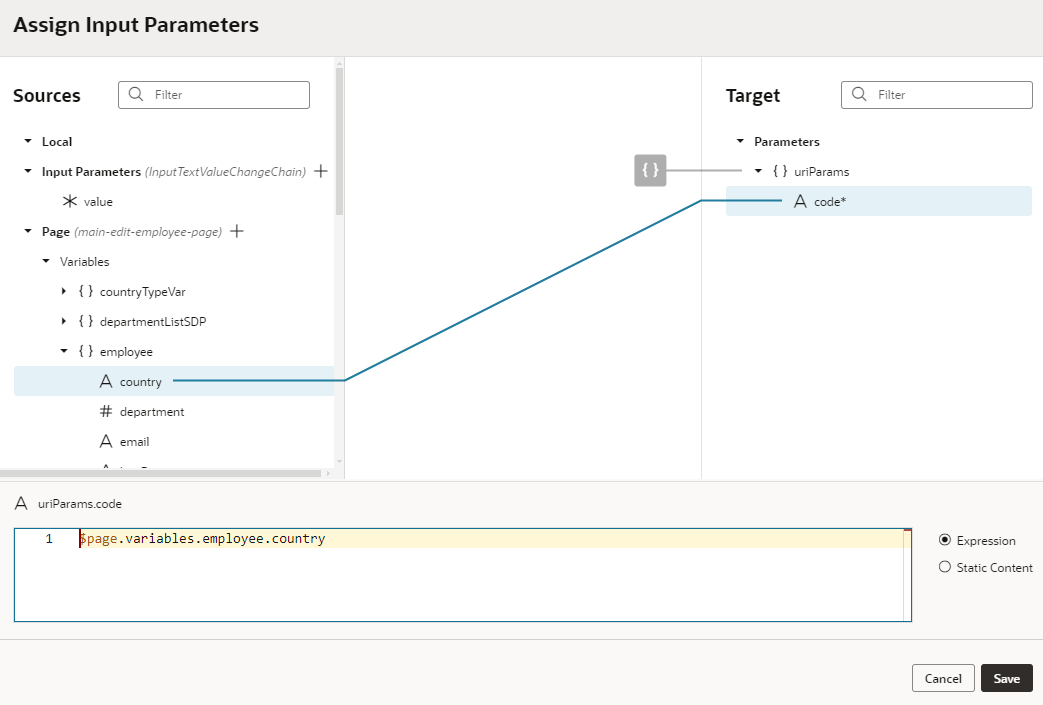 Assign Input Parameters
Sources
Filter
Local
Input Parameters (InputTextValueChangeChain)
value
Page (main-edit-employee-page)
Variables
{ } countryTypeVar
{ } departmentListSDP
{ } employee
A country
# department
A email
{ }
Target
Filter
Parameters
{ } uriParams
A code*
A uriParams.code
1 $page.variables.employee.country
Expression
Static Content
Cancel
Save